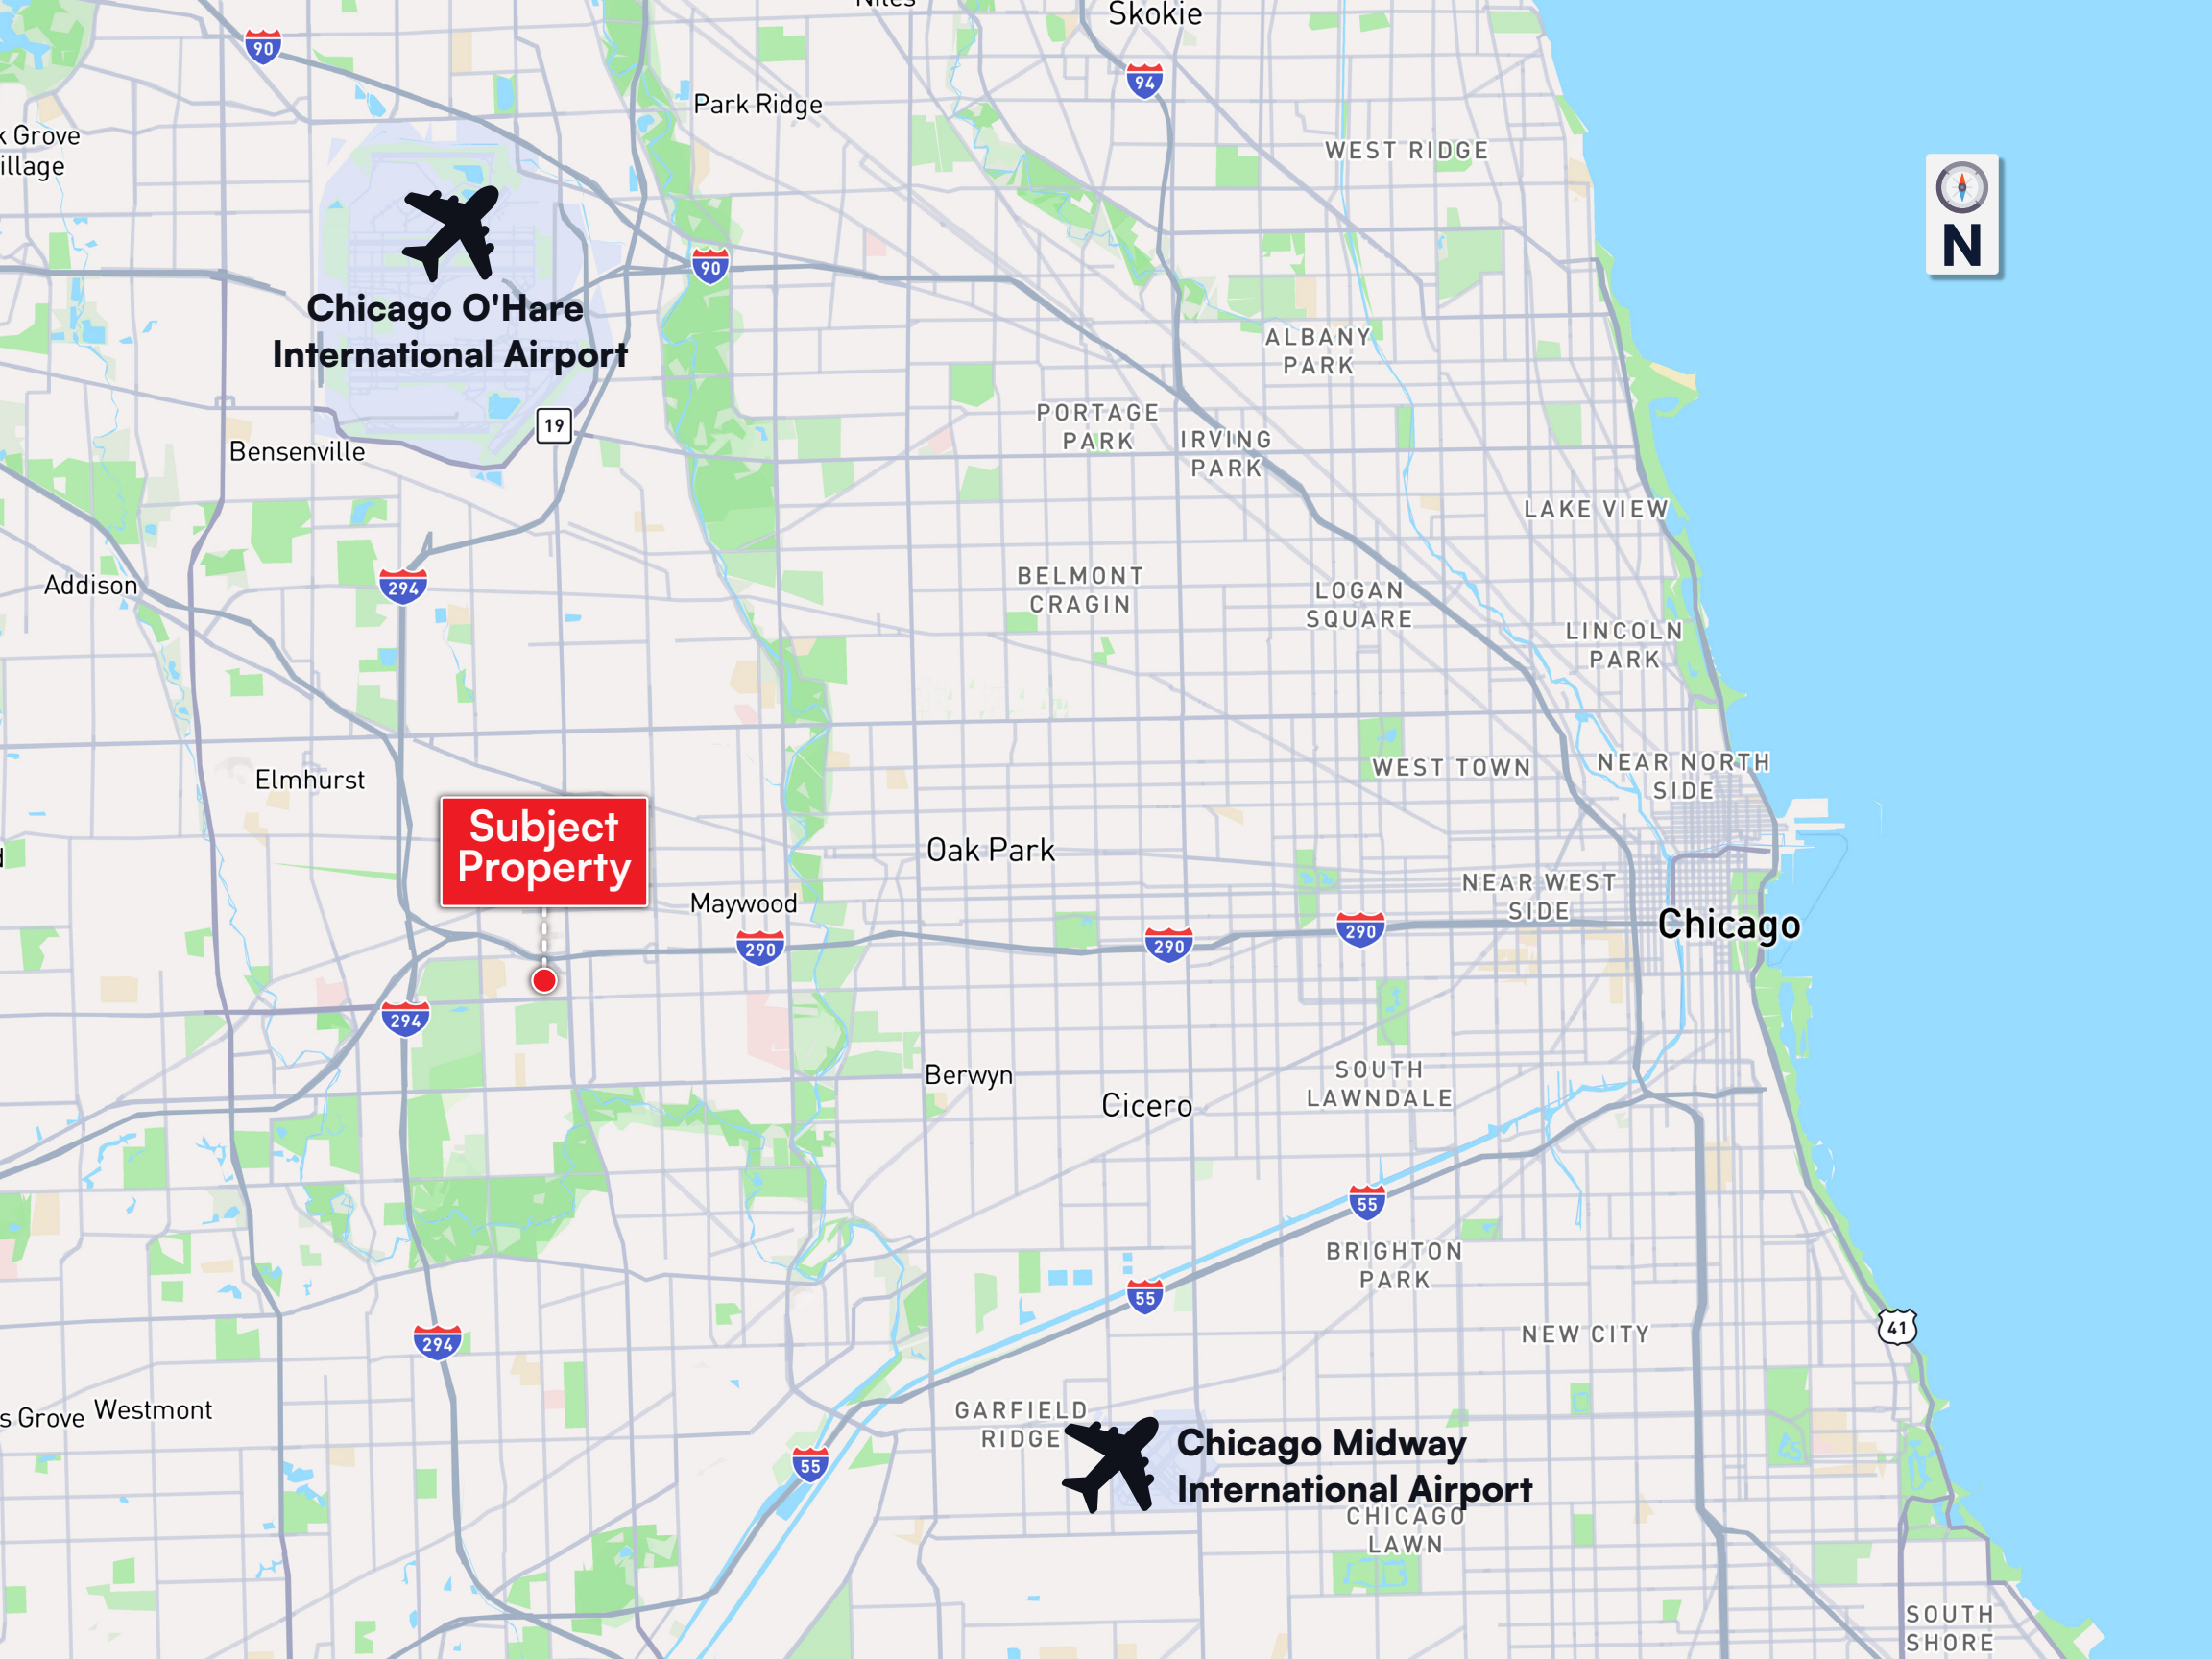 Niles
Skokie
90
94
Park Ridge
k Grove
illage
WEST RIDGE
N
90
Chicago O'Hare
International Airport
ALBANY
PARK
19
PORTAGE
PARK
IRVING
PARK
Bensenville
LAKE VIEW
Addison
294
BELMONT
CRAGIN
LOGAN
SQUARE
LINCOLN
PARK
Elmhurst
WEST TOWN
NEAR NORTH
SIDE
Subject
Property
Oak Park
d
Maywood
NEAR WEST
SIDE
290
290
290
Chicago
294
Berwyn
Cicero
SOUTH
LAWNDALE
55
BRIGHTON
PARK
55
294
NEW CITY
41
s Grove
Westmont
GARFIELD
RIDGE
Chicago Midway
International Airport
55
CHICAGO
LAWN
SOUTH
SHORE